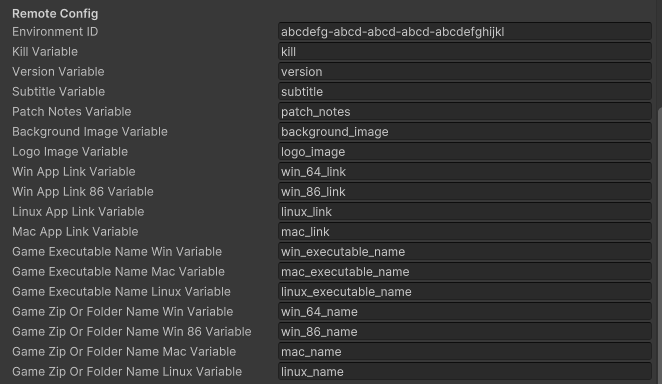 Remote Config
Environment ID abcdefg-abcd-abcd-abcd-abcdefghijkl
Kill Variable kill
Version Variable version
Subtitle Variable subtitle
Patch Notes Variable patch_notes
Background Image Variable background_image
Logo Image Variable logo_image
Win App Link Variable win_64_link
Win App Link 86 Variable win_86_link
Linux App Link Variable linux_link
Mac App Link Variable mac_link
Game Executable Name Win Variable win_executable_name
Game Executable Name Mac Variable mac_executable_name
Game Executable Name Linux Variable linux_executable_name
Game Zip Or Folder Name Win Variable win_64_name
Game Zip Or Folder Name Win 86 Variable win_86_name
Game Zip Or Folder Name Mac Variable mac_name
Game Zip Or Folder Name Linux Variable linux_name